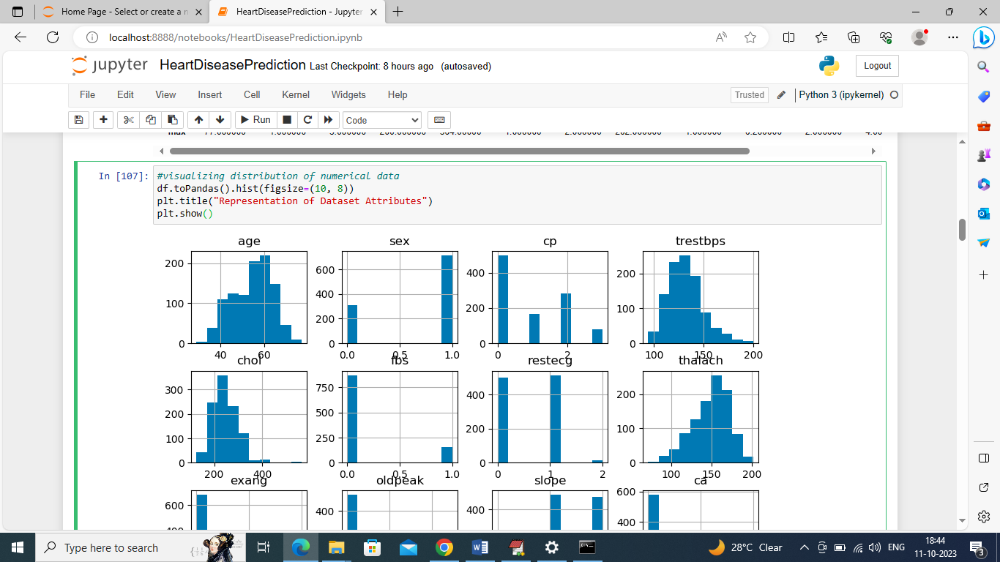 Home Page - Select or create a n
HeartDiseasePrediction - Jupyter
localhost:8888/notebooks/HeartDiseasePrediction.ipynb
jupyter HeartDiseasePrediction Last Checkpoint: 8 hours ago (autosaved)
Logout
File Edit View Insert Cell Kernel Widgets Help
Trusted Python 3 (ipykernel)
Run Code
In [107]: #visualizing distribution of numerical data
df.toPandas().hist(figsize=(10, 8))
plt.title("Representation of Dataset Attributes")
plt.show()
age sex cp trestbps
200 100 0
600 400 200 0
400 200 0
200 100 0
40 60
0.0 0.5 1.0
0 2
100 150 200
chol fbs restecg thalach
300 200 100 0
750 500 250 0
400 200 0
200 100 0
200 400
0.0 0.5 1.0
0 1 2
100 150 200
exang oldpeak slope ca
600
400
400
600 400
Type here to search
28°C Clear
ENG
18:44
11-10-2023
3